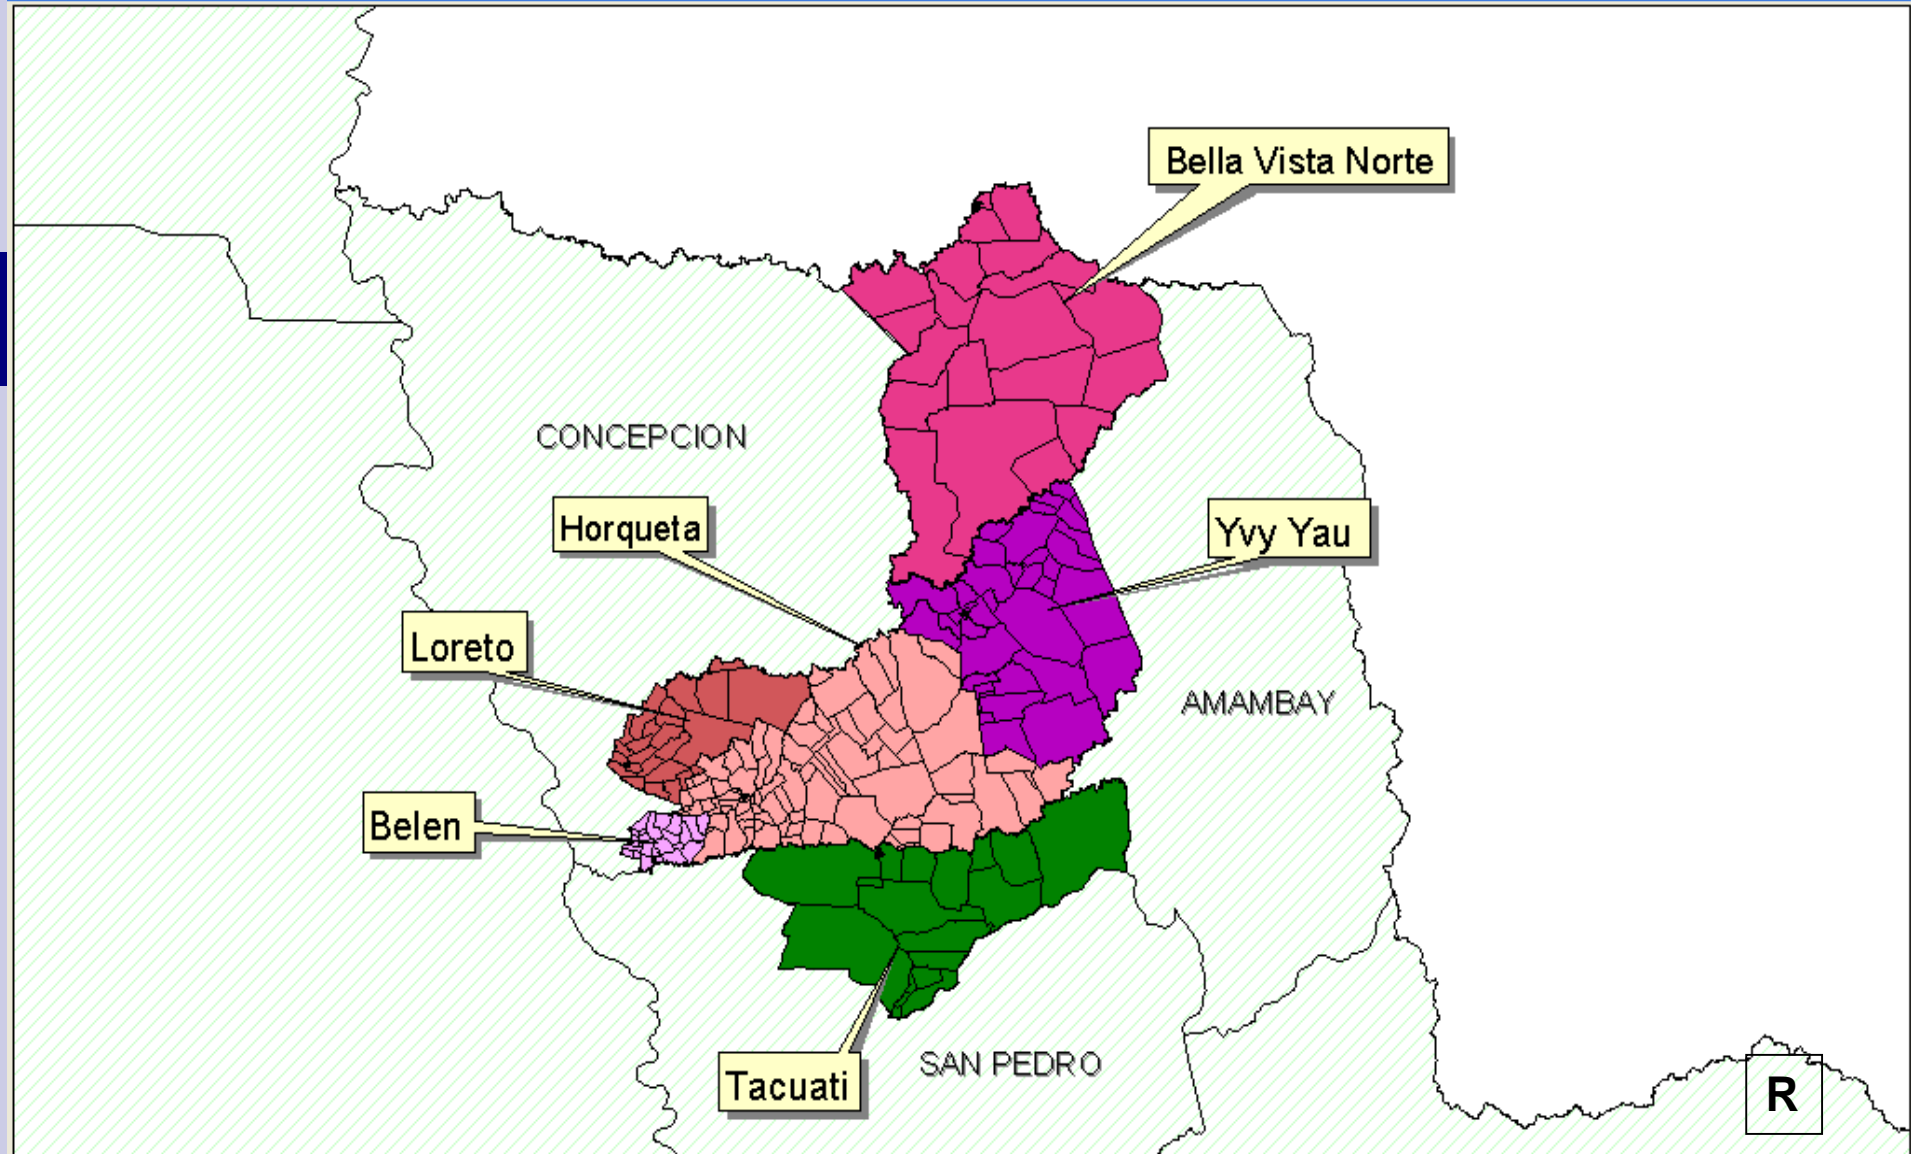 Bella Vista Norte
CONCEPCION
Horqueta
Yvy Yau
Loreto
AMAMBAY
Belen
SAN PEDRO
Tacuati
R